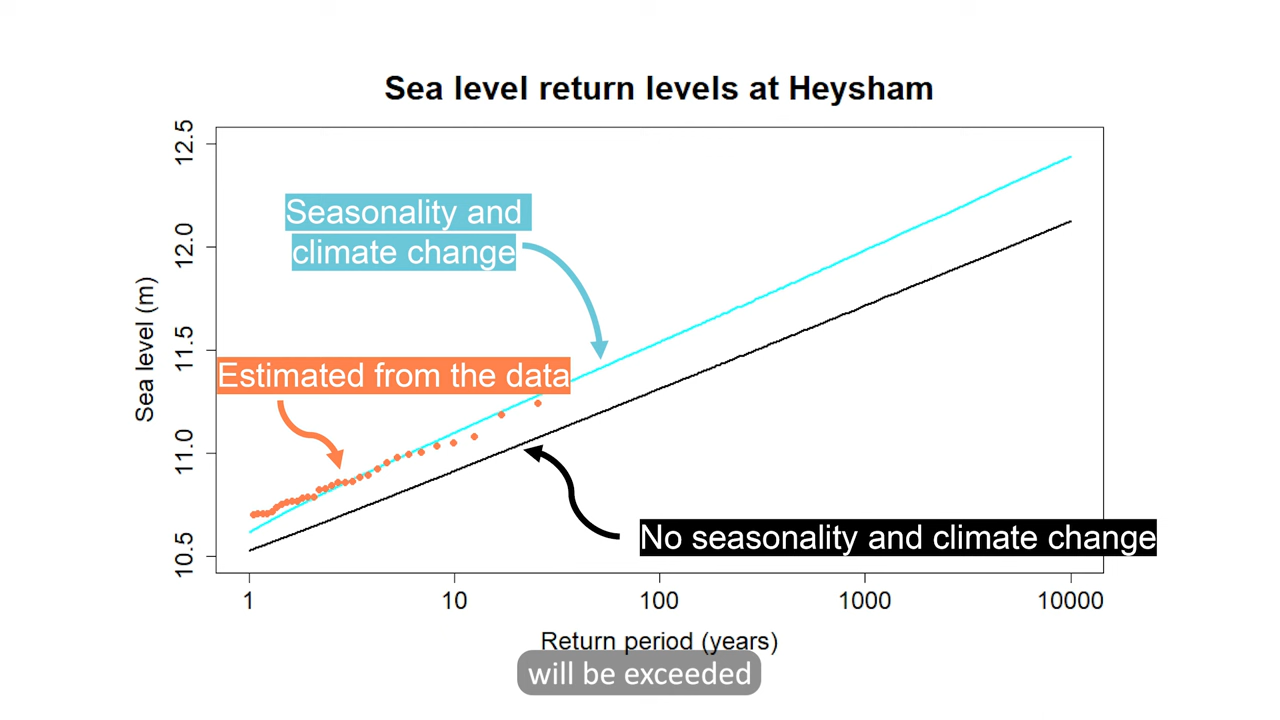 Sea level return levels at Heysham
12.5
12.0
11.5
11.0
10.5
Sea level (m)
Seasonality and
climate change
Estimated from the data
No seasonality and climate change
1 10 100 1000 10000
Return period (years)
will be exceeded